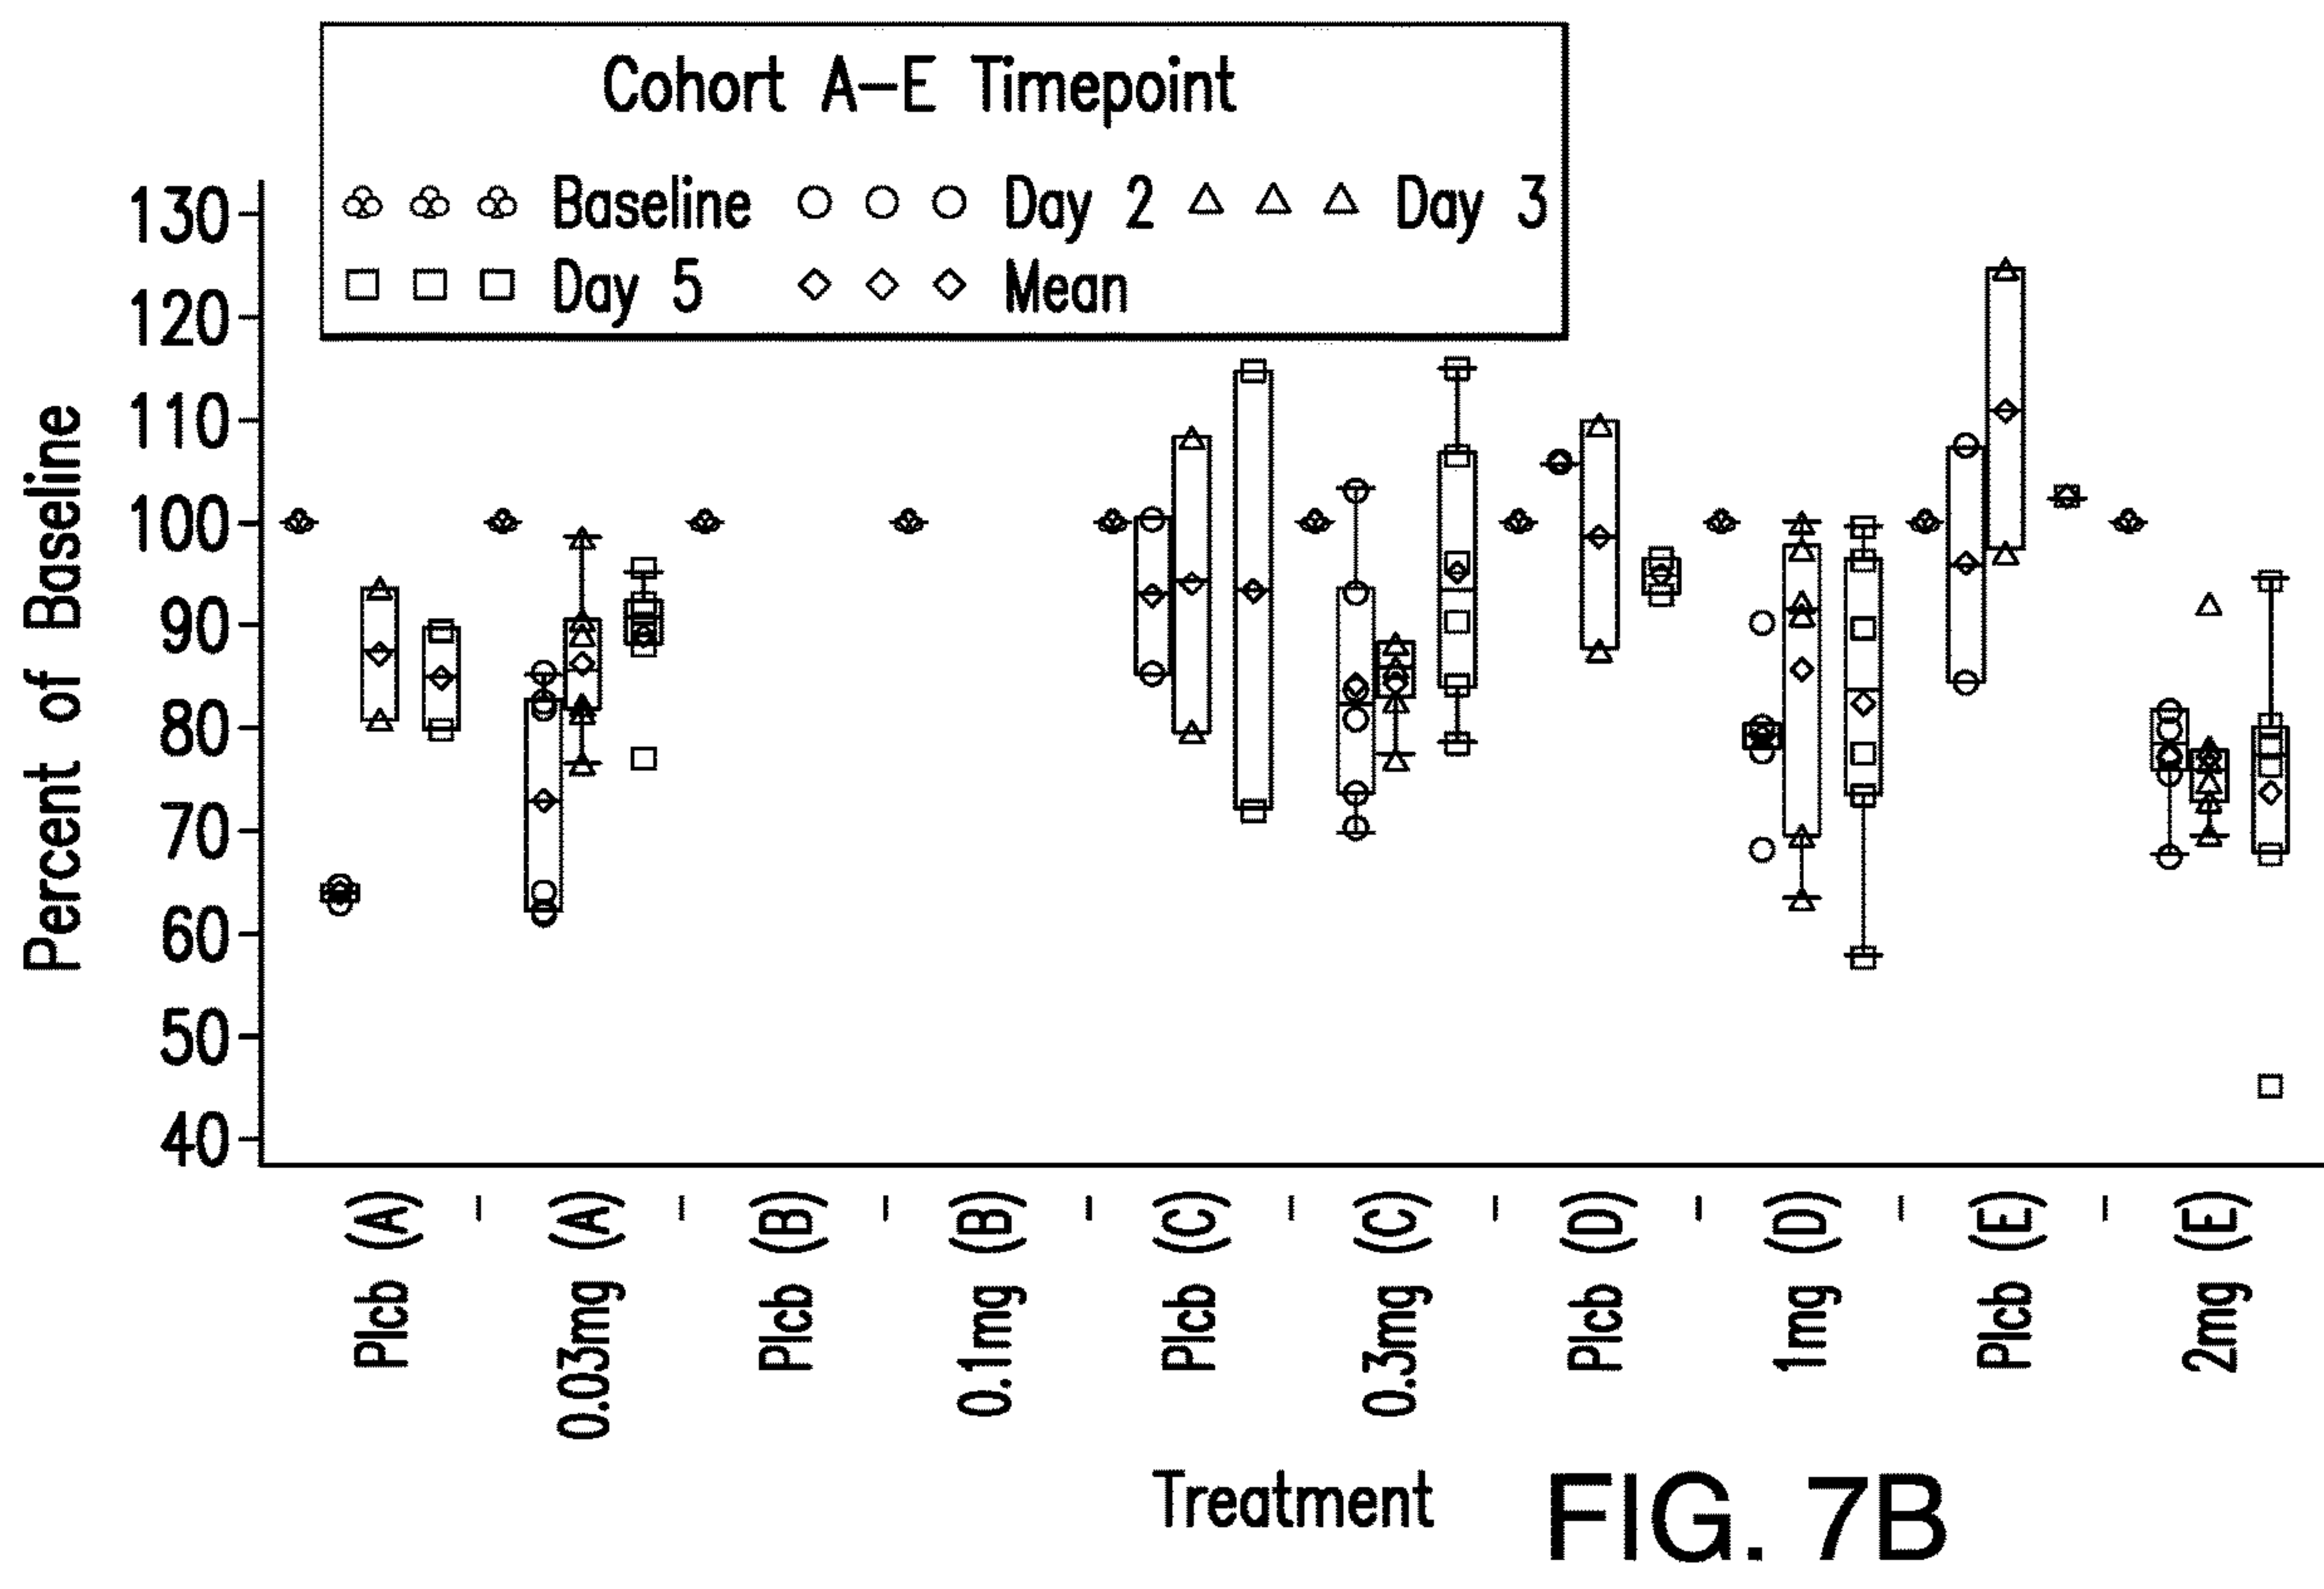 Cohort A-E Timepoint
Baseline Day 2 Day 3
Day 5 Mean
Percent of Baseline
130
120
110
100
90
80
70
60
50
40
Plcb (A)
0.03mg (A)
Plcb (B)
0.1mg (B)
Plcb (C)
0.3mg (C)
Plcb (D)
1mg (D)
Plcb (E)
2mg (E)
Treatment
FIG. 7B